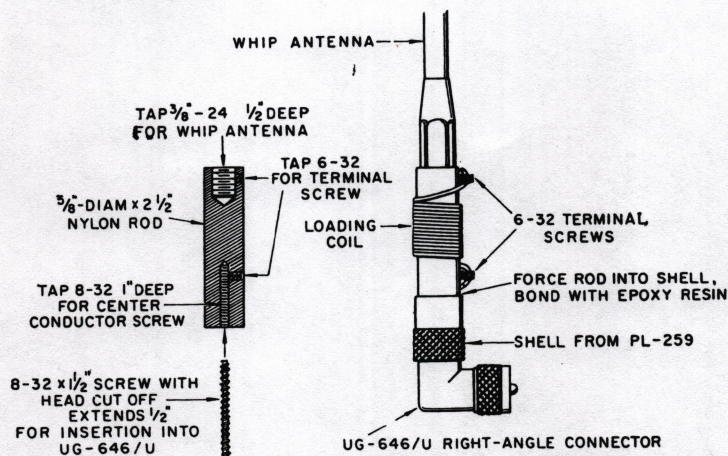 WHIP ANTENNA
TAP 3/8"-24 1/2" DEEP
FOR WHIP ANTENNA
TAP 6-32
FOR TERMINAL
SCREW
5/8"-DIAM x 2 1/2"
NYLON ROD
LOADING
COIL
6-32 TERMINAL
SCREWS
TAP 8-32 1" DEEP
FOR CENTER
CONDUCTOR SCREW
FORCE ROD INTO SHELL,
BOND WITH EPOXY RESIN
SHELL FROM PL-259
8-32 x 1 1/2" SCREW WITH
HEAD CUT OFF
EXTENDS 1/2"
FOR INSERTION INTO
UG-646/U
UG-646/U RIGHT-ANGLE CONNECTOR